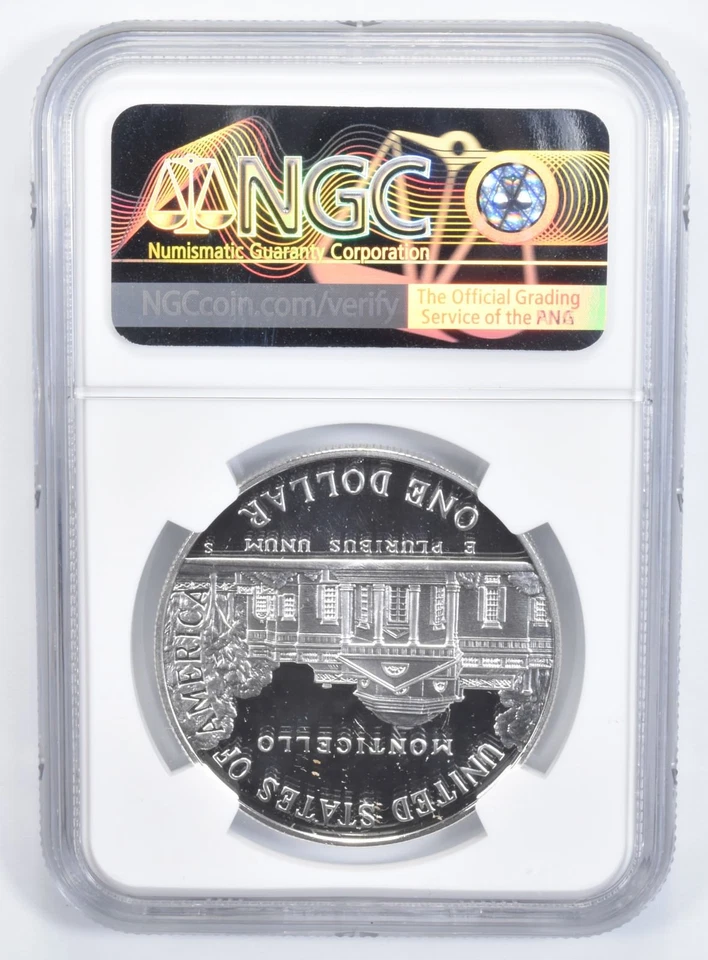 NGC
Numismatic Guaranty Corporation
NGCcoin.com/verify
The Official Grading
Service of the PNG
UNITED STATES OF AMERICA
MONTICELLO
E PLURIBUS UNUM
S
ONE DOLLAR